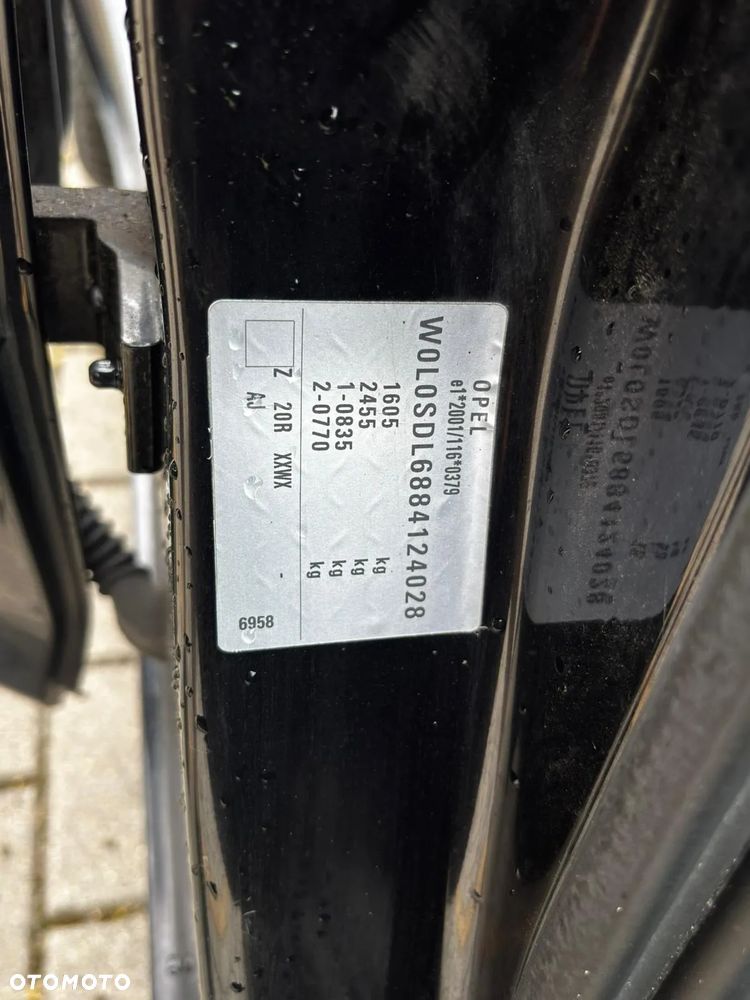 OPEL
e1*2001/116*0379
W0L0SDL6884124028
1605 kg
2455 kg
1-0835 kg
2-0770 kg
Z 20R XXWX
AJ
6958
OTOMOTO